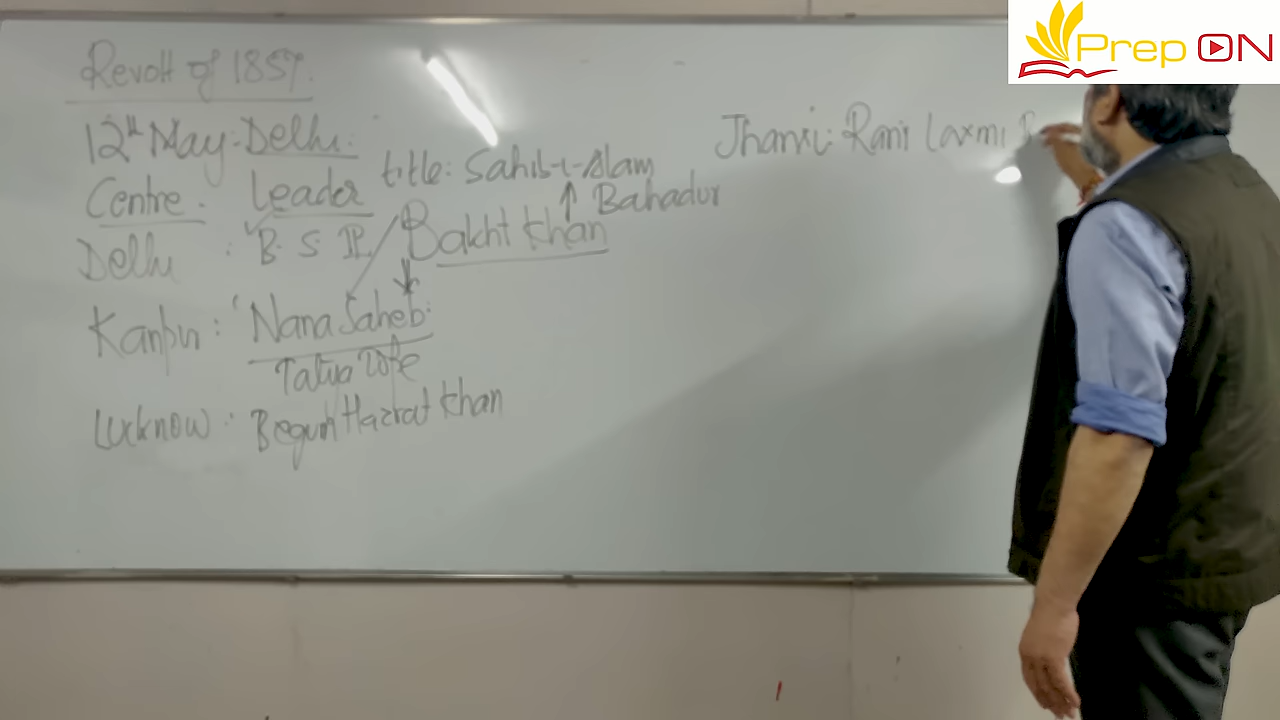 Revolt of 1857.
12th May: Delhi:
title: Sahib-i-Alam
Bahadur
Centre. Leader
Delhi : B. S. II. Bakht Khan
Kanpur : Nana Saheb.
Tatya Tope
Lucknow : Begum Hazrat Khan
Jhansi: Rani Laxmi
Prep ON